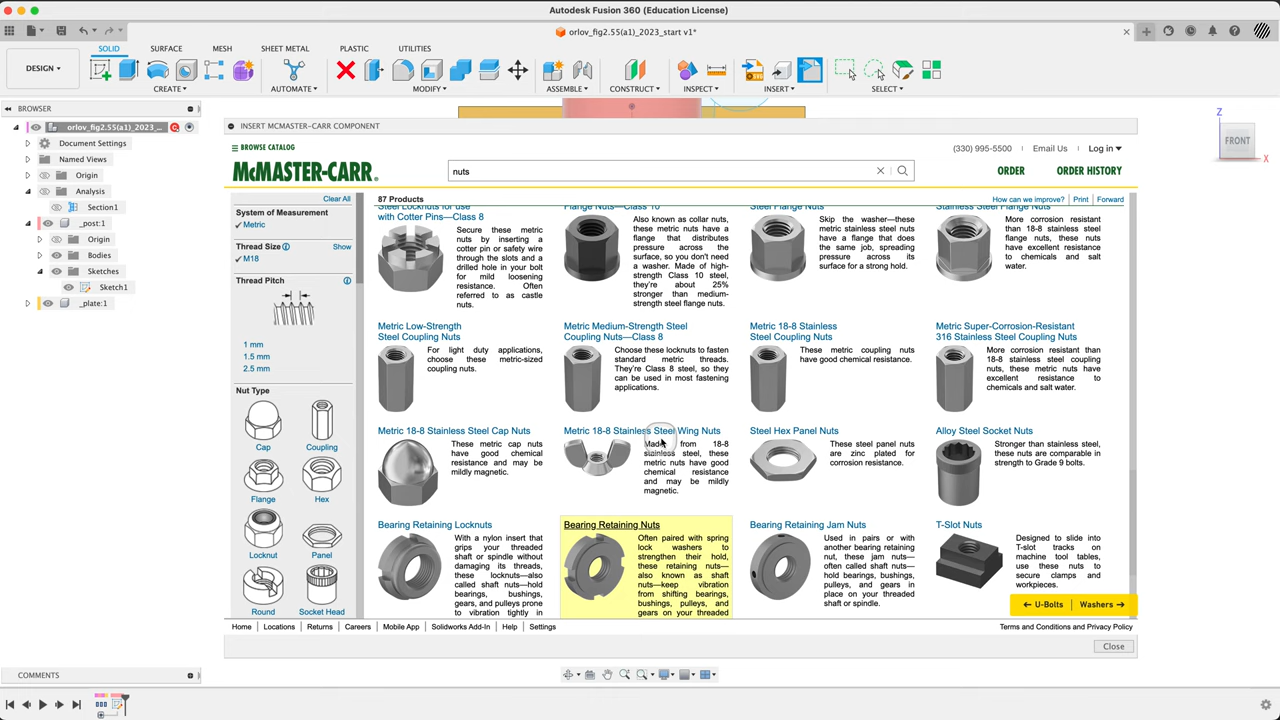 Autodesk Fusion 360 (Education License)
orlov_fig2.55(a1)_2023_start v1*
DESIGN
SOLID
SURFACE
MESH
SHEET METAL
PLASTIC
UTILITIES
CREATE
AUTOMATE
MODIFY
ASSEMBLE
CONSTRUCT
INSPECT
INSERT
SELECT
BROWSER
orlov_fig2.55(a1)_2023_...
Document Settings
Named Views
Origin
Analysis
Section1
_post:1
Origin
Bodies
Sketches
Sketch1
_plate:1
FRONT
Z
X
INSERT MCMASTER-CARR COMPONENT
BROWSE CATALOG
McMASTER-CARR.
nuts
(330) 995-5500
Email Us
Log in
ORDER
ORDER HISTORY
Clear All
System of Measurement
Metric
Thread Size
Show
M18
Thread Pitch
1 mm
1.5 mm
2.5 mm
Nut Type
Cap
Coupling
Flange
Hex
Locknut
Panel
Round
Socket Head
87 Products
How can we improve?
Print
Forward
Steel Locknuts for use
with Cotter Pins—Class 8
Secure these metric
nuts by inserting a
cotter pin or safety wire
through the slots and a
drilled hole in your bolt
for mild loosening
resistance. Often
referred to as castle
nuts.
Flange Nuts—Class 10
Also known as collar nuts,
these metric nuts have a
flange that distributes
pressure across the
surface, so you don't need
a washer. Made of high-
strength Class 10 steel,
they're about 25%
stronger than medium-
strength steel flange nuts.
Steel Flange Nuts
Skip the washer—these
metric stainless steel
nuts have a flange that does
the same job, spreading
pressure across its
surface for a strong hold.
Stainless Steel Flange Nuts
More corrosion resistant
than 18-8 stainless steel
flange nuts, these nuts
have excellent resistance
to chemicals and salt
water.
Metric Low-Strength
Steel Coupling Nuts
For light duty applications,
choose these metric-sized
coupling nuts.
Metric Medium-Strength Steel
Coupling Nuts—Class 8
Choose these locknuts to fasten
standard metric threads.
They're Class 8 steel, so they
can be used in most fastening
applications.
Metric 18-8 Stainless
Steel Coupling Nuts
These metric coupling nuts
have good chemical resistance.
Metric Super-Corrosion-Resistant
316 Stainless Steel Coupling Nuts
More corrosion resistant than
18-8 stainless steel coupling
nuts, these metric nuts have
excellent resistance to
chemicals and salt water.
Metric 18-8 Stainless Steel Cap Nuts
These metric cap nuts
have good chemical
resistance and may be
mildly magnetic.
Metric 18-8 Stainless Steel Wing Nuts
Made from 18-8
stainless steel, these
metric nuts have good
chemical resistance
and may be mildly
magnetic.
Steel Hex Panel Nuts
These steel panel nuts
are zinc plated for
corrosion resistance.
Alloy Steel Socket Nuts
Stronger than stainless steel,
these nuts are comparable in
strength to Grade 9 bolts.
Bearing Retaining Locknuts
With a nylon insert that
grips your threaded
shaft or spindle without
damaging its threads,
these locknuts—also
called shaft nuts—hold
bearings, bushings,
gears, and pulleys prone
to vibration tightly in
Bearing Retaining Nuts
Often paired with spring
lock washers to
strengthen their hold,
these retaining nuts—
also known as shaft
nuts—keep vibration
from shifting bearings,
bushings, pulleys, and
gears on your threaded
Bearing Retaining Jam Nuts
Used in pairs or with
another bearing retaining
nut, these jam nuts—
often called shaft nuts—
hold bearings, bushings,
pulleys, and gears in
place on your threaded
shaft or spindle.
T-Slot Nuts
Designed to slide into
T-slot tracks on
machine tool tables,
use these nuts to
secure clamps and
workpieces.
U-Bolts
Washers
Home
Locations
Returns
Careers
Mobile App
Solidworks Add-In
Help
Settings
Terms and Conditions and Privacy Policy
Close
COMMENTS